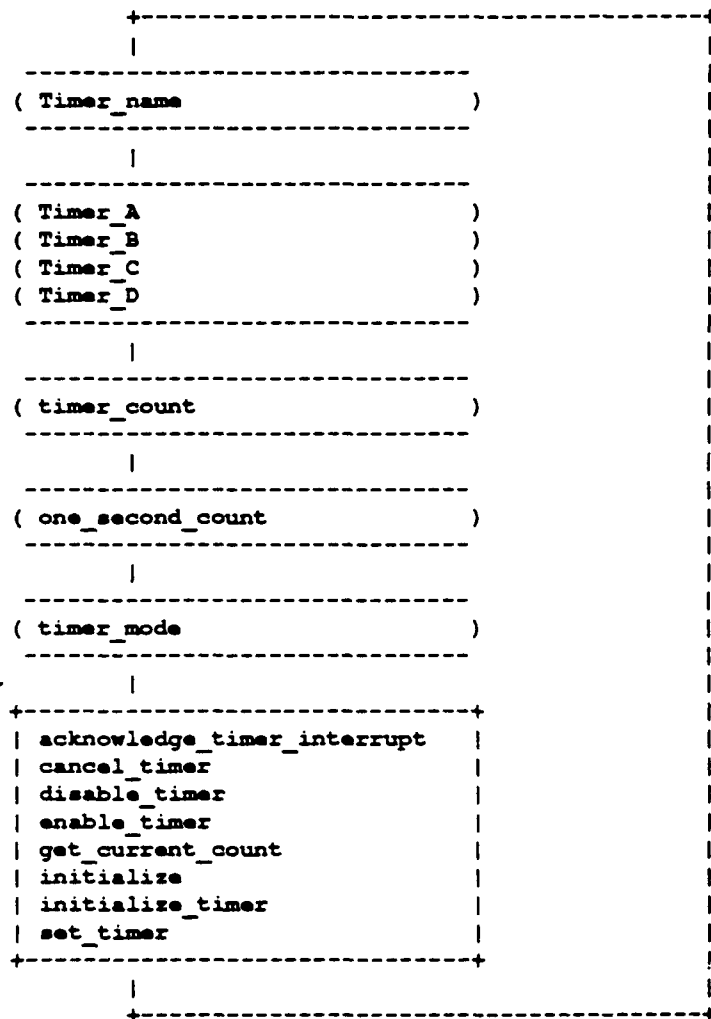 ( Timer_name )
( Timer_A )
( Timer_B )
( Timer_C )
( Timer_D )
( timer_count )
( one_second_count )
( timer_mode )
| acknowledge_timer_interrupt |
| cancel_timer |
| disable_timer |
| enable_timer |
| get_current_count |
| initialize |
| initialize_timer |
| set_timer |